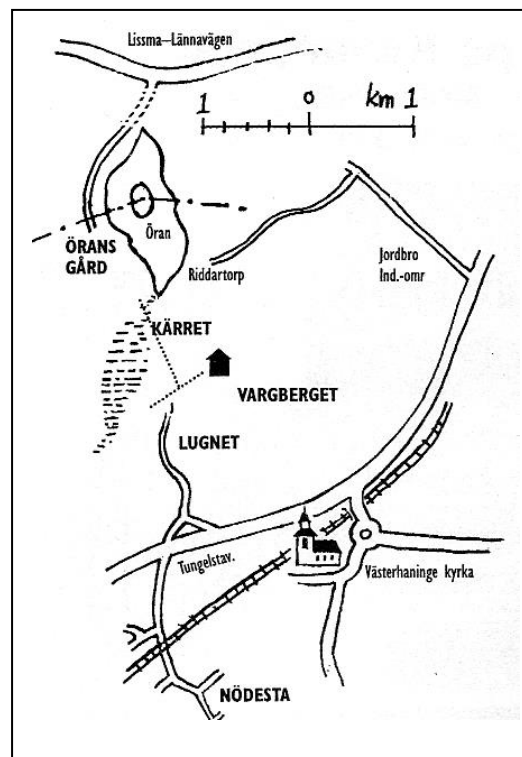 Lissma–Lännavägen
1 0 km 1
ÖRANS
GÅRD
Öran
Riddartorp
Jordbro
Ind.-omr
KÄRRET
VARGBERGET
LUGNET
Tungelstav.
Västerhaninge kyrka
NÖDESTA